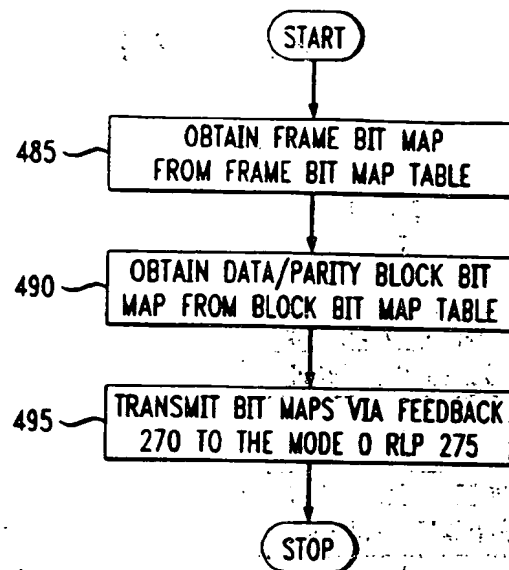 START
485
OBTAIN FRAME BIT MAP
FROM FRAME BIT MAP TABLE
490
OBTAIN DATA/PARITY BLOCK BIT
MAP FROM BLOCK BIT MAP TABLE
495
TRANSMIT BIT MAPS VIA FEEDBACK
270 TO THE MODE 0 RLP 275
STOP